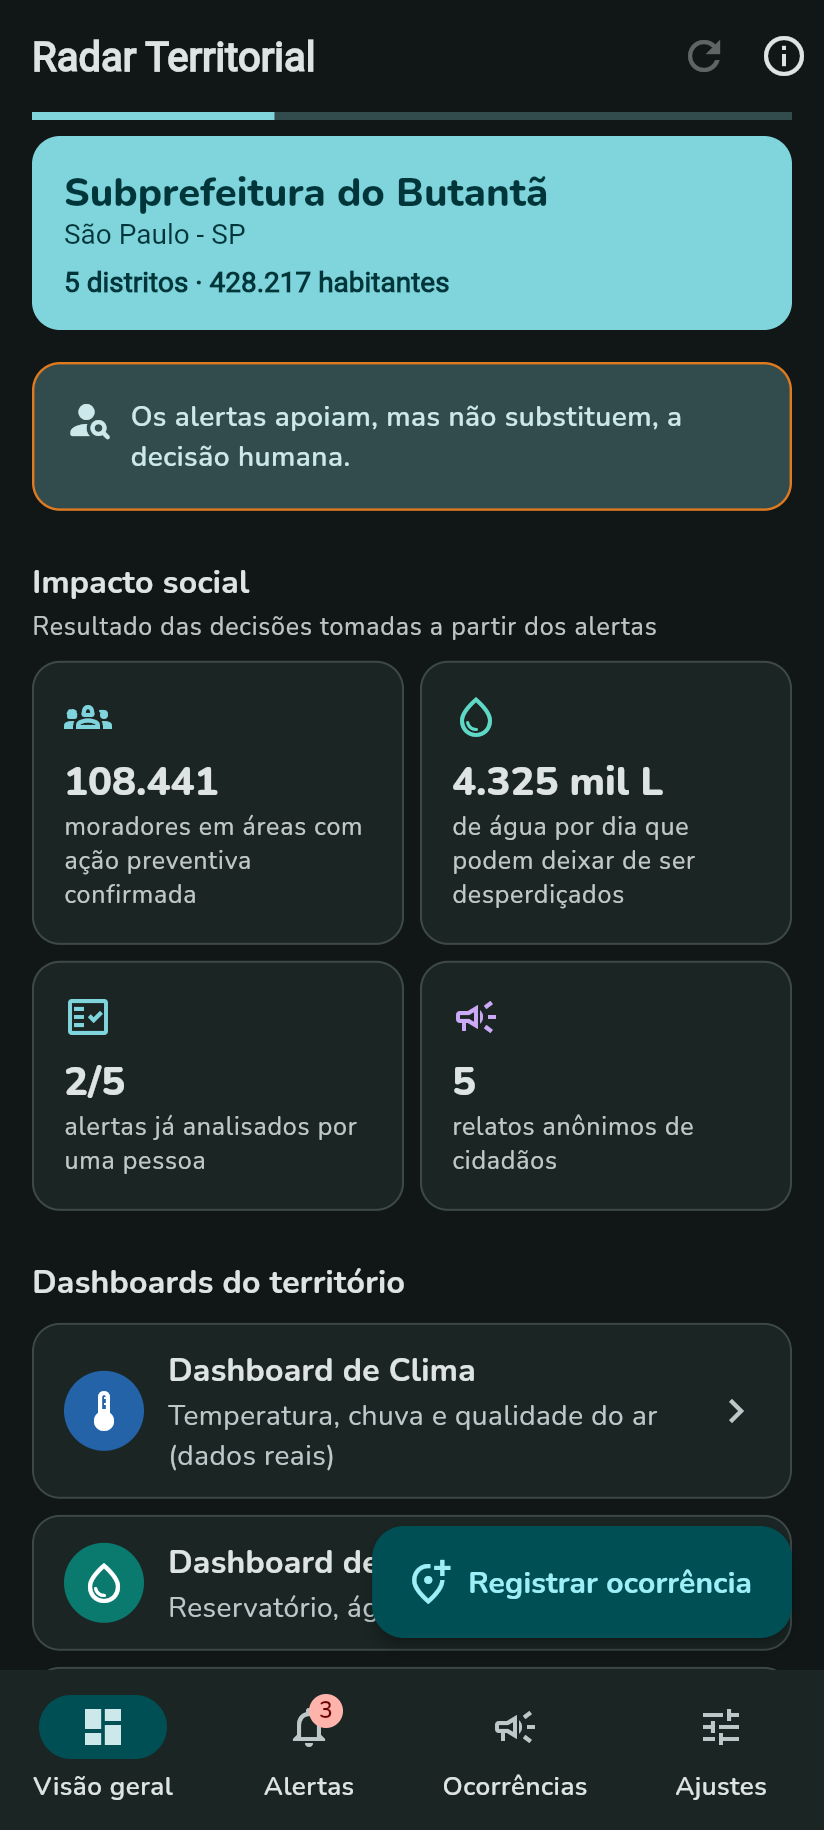 Radar Territorial
Subprefeitura do Butantã
São Paulo - SP
5 distritos · 428.217 habitantes
Os alertas apoiam, mas não substituem, a
decisão humana.
Impacto social
Resultado das decisões tomadas a partir dos alertas
108.441
moradores em áreas com
ação preventiva
confirmada
4.325 mil L
de água por dia que
podem deixar de ser
desperdiçados
2/5
alertas já analisados por
uma pessoa
5
relatos anônimos de
cidadãos
Dashboards do território
Dashboard de Clima
Temperatura, chuva e qualidade do ar
(dados reais)
Dashboard de
Reservatório,
Registrar ocorrência
3
Visão geral
Alertas
Ocorrências
Ajustes